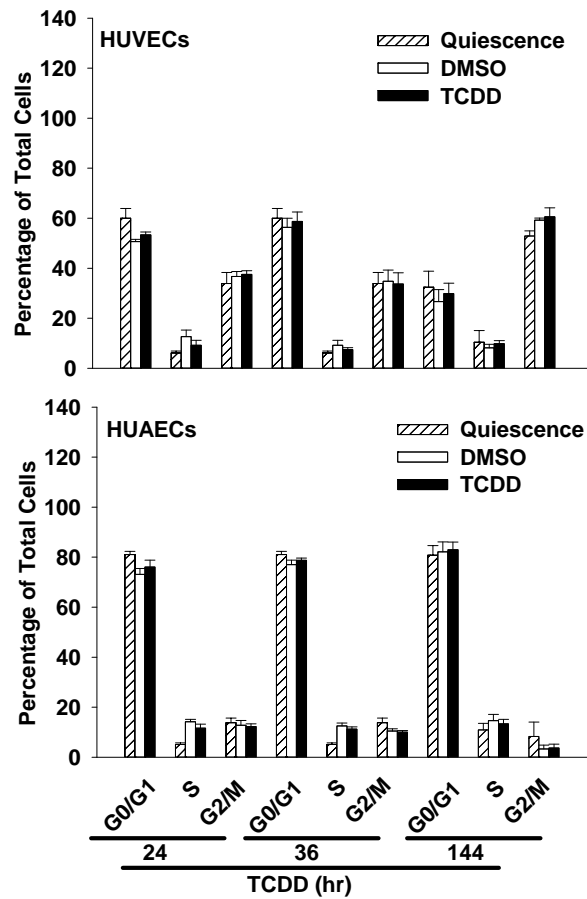 HUVECs
Quiescence
DMSO
TCDD
Percentage of Total Cells
140
120
100
80
60
40
20
0
HUAECs
Quiescence
DMSO
TCDD
Percentage of Total Cells
140
120
100
80
60
40
20
0
G0/G1 S G2/M G0/G1 S G2/M G0/G1 S G2/M
24 36 144
TCDD (hr)